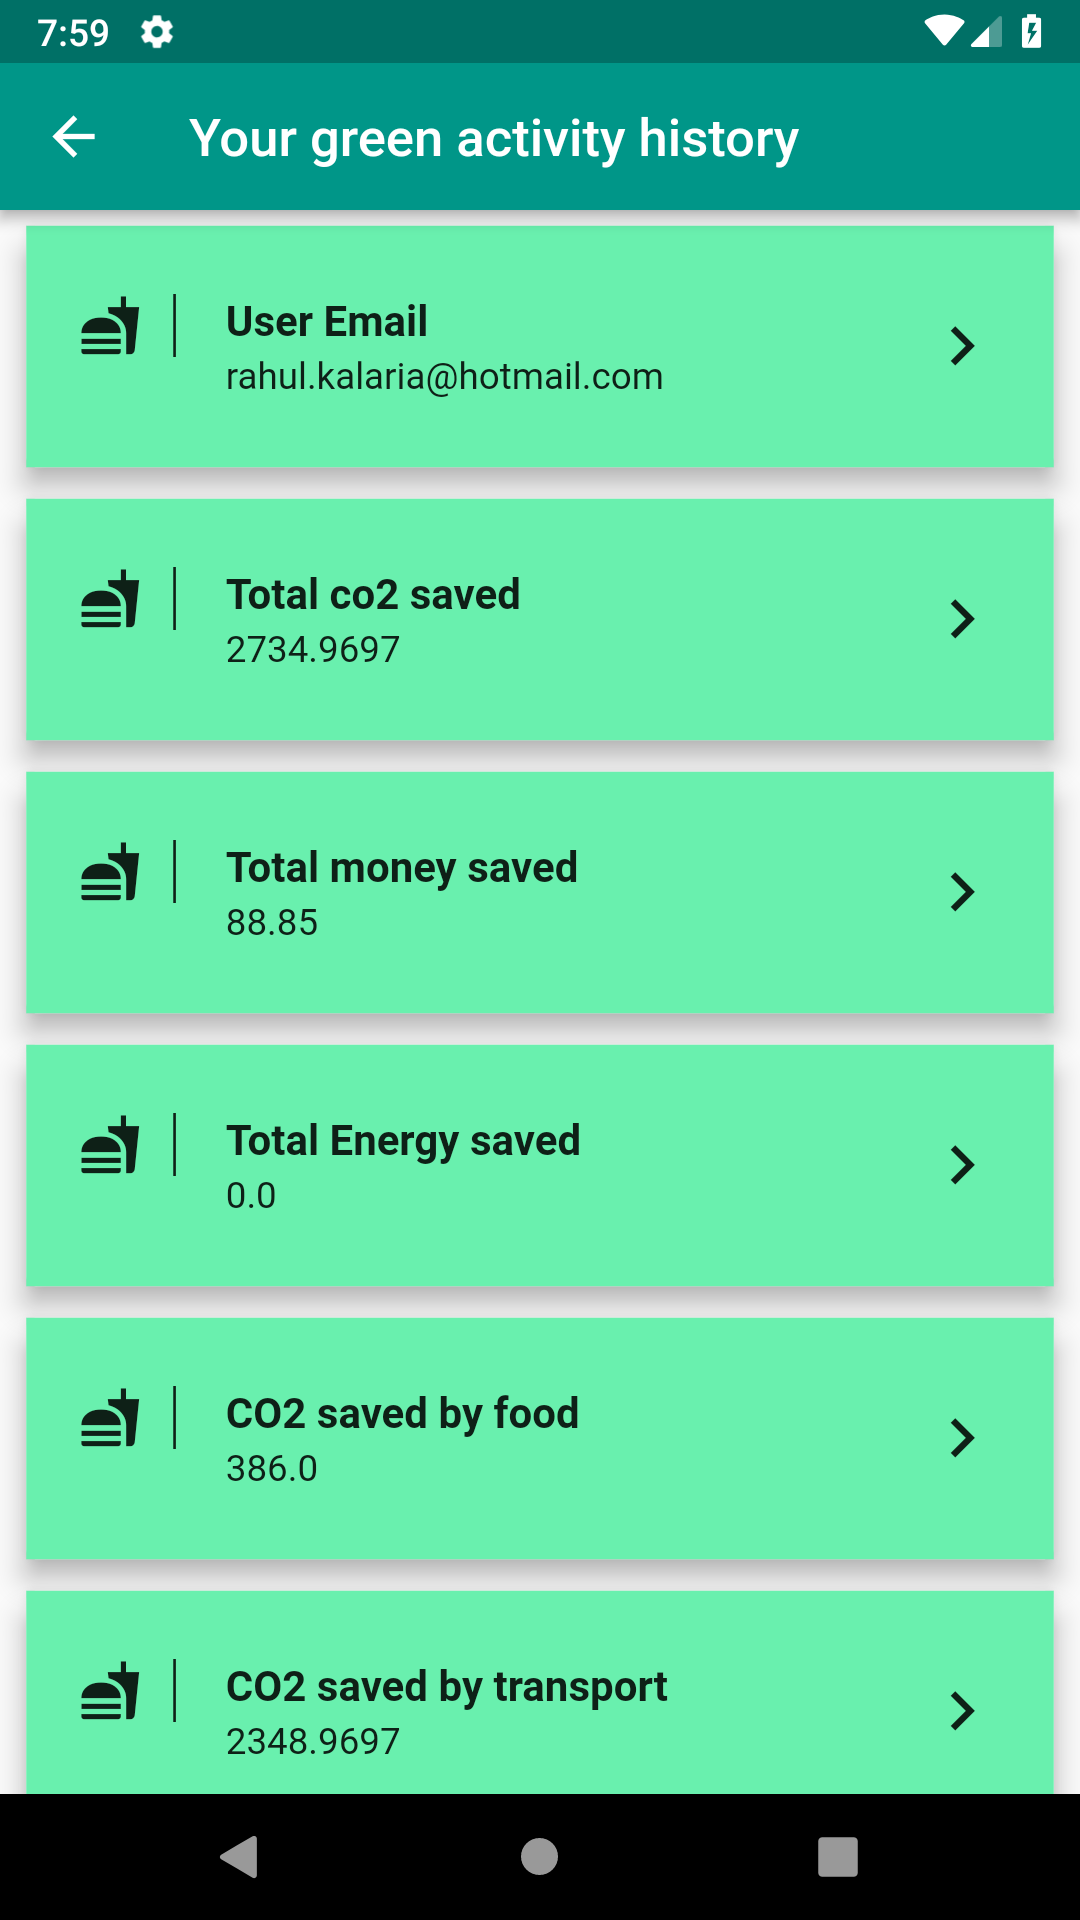 7:59
Your green activity history
User Email
rahul.kalaria@hotmail.com
Total co2 saved
2734.9697
Total money saved
88.85
Total Energy saved
0.0
CO2 saved by food
386.0
CO2 saved by transport
2348.9697